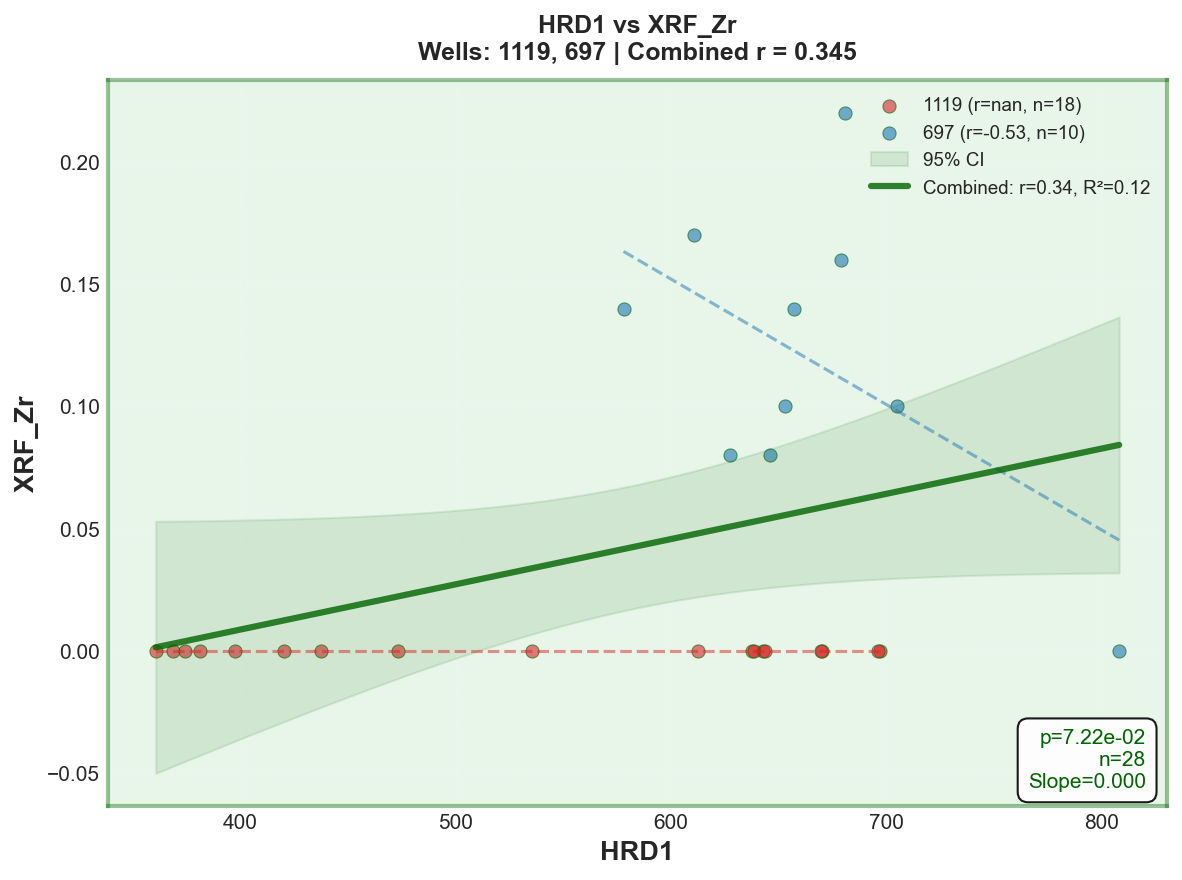 HRD1 vs XRF_Zr
Wells: 1119, 697 | Combined r = 0.345
1119 (r=nan, n=18)
697 (r=-0.53, n=10)
95% CI
Combined: r=0.34, R²=0.12
XRF_Zr
0.20
0.15
0.10
0.05
0.00
−0.05
p=7.22e-02
n=28
Slope=0.000
400
500
600
700
800
HRD1